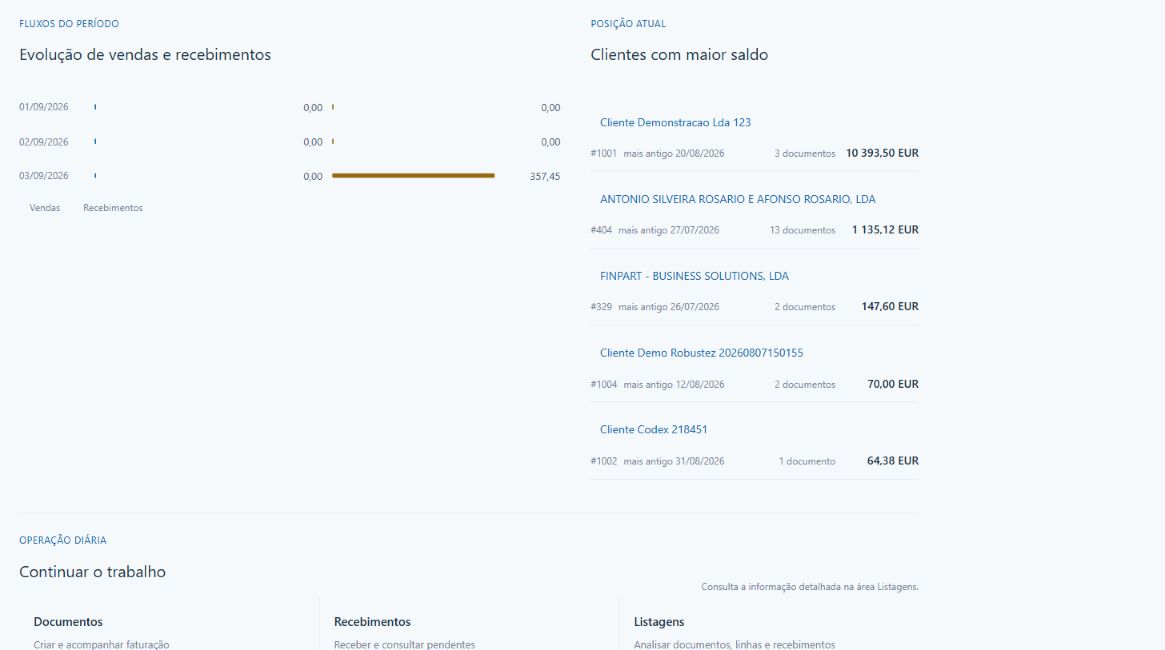 FLUXOS DO PERÍODO
Evolução de vendas e recebimentos
01/09/2026 0,00 0,00
02/09/2026 0,00 0,00
03/09/2026 0,00 357,45
Vendas Recebimentos
POSIÇÃO ATUAL
Clientes com maior saldo
Cliente Demonstracao Lda 123
#1001 mais antigo 20/08/2026 3 documentos 10 393,50 EUR
ANTONIO SILVEIRA ROSARIO E AFONSO ROSARIO, LDA
#404 mais antigo 27/07/2026 13 documentos 1 135,12 EUR
FINPART - BUSINESS SOLUTIONS, LDA
#329 mais antigo 26/07/2026 2 documentos 147,60 EUR
Cliente Demo Robustez 20260807150155
#1004 mais antigo 12/08/2026 2 documentos 70,00 EUR
Cliente Codex 218451
#1002 mais antigo 31/08/2026 1 documento 64,38 EUR
OPERAÇÃO DIÁRIA
Continuar o trabalho
Consulta a informação detalhada na área Listagens.
Documentos
Criar e acompanhar faturação
Recebimentos
Receber e consultar pendentes
Listagens
Analisar documentos, linhas e recebimentos